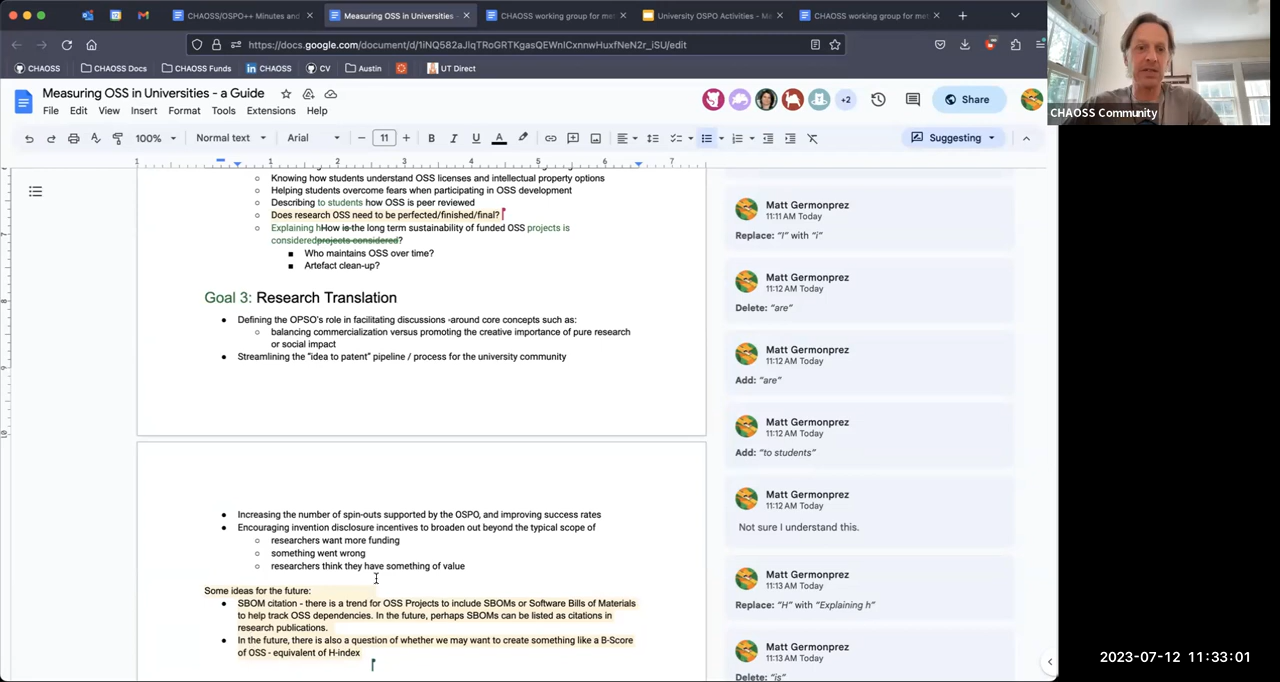 CHAOSS/OSPO++ Minutes and
Measuring OSS in Universities -
CHAOSS working group for met
University OSPO Activities - M
CHAOSS working group for met
https://docs.google.com/document/d/1iNQ582aJlqTRoGRTKgasQEWnICxnnwHuxfNeN2r_iSU/edit
CHAOSS
CHAOSS Docs
CHAOSS Funds
CHAOSS
CV
Austin
UT Direct
CHAOSS Community
Measuring OSS in Universities - a Guide
File Edit View Insert Format Tools Extensions Help
+2
Share
100%
Normal text
Arial
11
Suggesting
1 1 2 3 4 5 6 7
Knowing how students understand OSS licenses and intellectual property options
Helping students overcome fears when participating in OSS development
Describing to students how OSS is peer reviewed
Does research OSS need to be perfected/finished/final?
Explaining hHow is the long term sustainability of funded OSS projects is
consideredprojects considered?
Who maintains OSS over time?
Artefact clean-up?
Goal 3: Research Translation
Defining the OPSO's role in facilitating discussions -around core concepts such as:
balancing commercialization versus promoting the creative importance of pure research
or social impact
Streamlining the "idea to patent" pipeline / process for the university community
Increasing the number of spin-outs supported by the OSPO, and improving success rates
Encouraging invention disclosure incentives to broaden out beyond the typical scope of
researchers want more funding
something went wrong
researchers think they have something of value
Some ideas for the future:
SBOM citation - there is a trend for OSS Projects to include SBOMs or Software Bills of Materials
to help track OSS dependencies. In the future, perhaps SBOMs can be listed as citations in
research publications.
In the future, there is also a question of whether we may want to create something like a B-Score
of OSS - equivalent of H-index
Matt Germonprez
11:11 AM Today
Replace: "I" with "i"
Matt Germonprez
11:12 AM Today
Delete: "are"
Matt Germonprez
11:12 AM Today
Add: "are"
Matt Germonprez
11:12 AM Today
Add: "to students"
Matt Germonprez
11:12 AM Today
Not sure I understand this.
Matt Germonprez
11:13 AM Today
Replace: "H" with "Explaining h"
Matt Germonprez
11:13 AM Today
Delete: "is"
2023-07-12 11:33:01